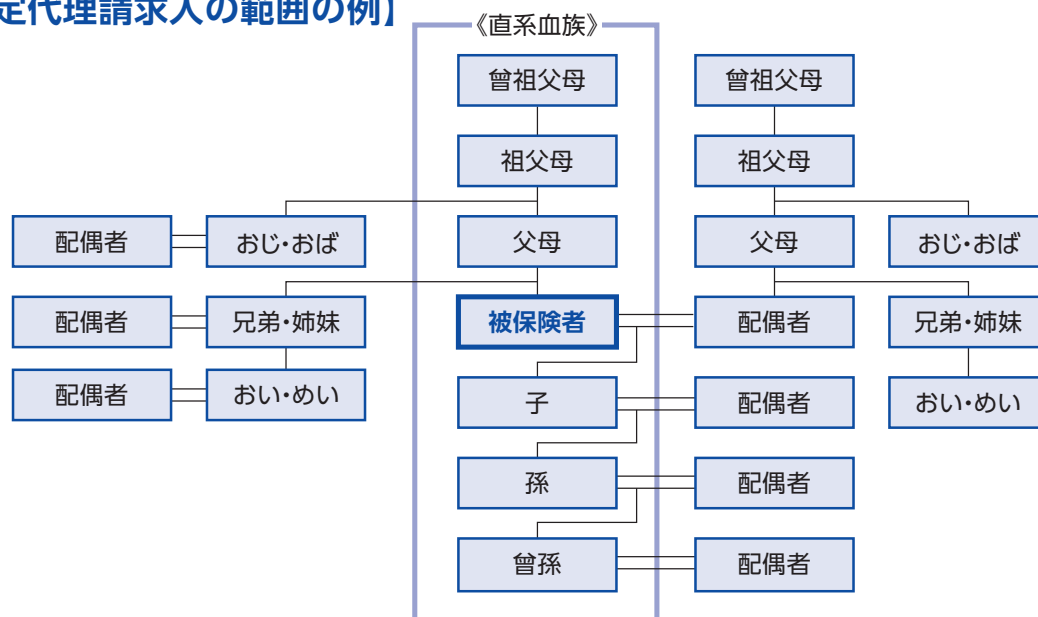 定代理請求人の範囲の例】
《直系血族》
曾祖父母
曾祖父母
祖父母
祖父母
配偶者
おじ・おば
父母
父母
おじ・おば
配偶者
兄弟・姉妹
被保険者
配偶者
兄弟・姉妹
配偶者
おい・めい
子
配偶者
おい・めい
孫
配偶者
曾孫
配偶者